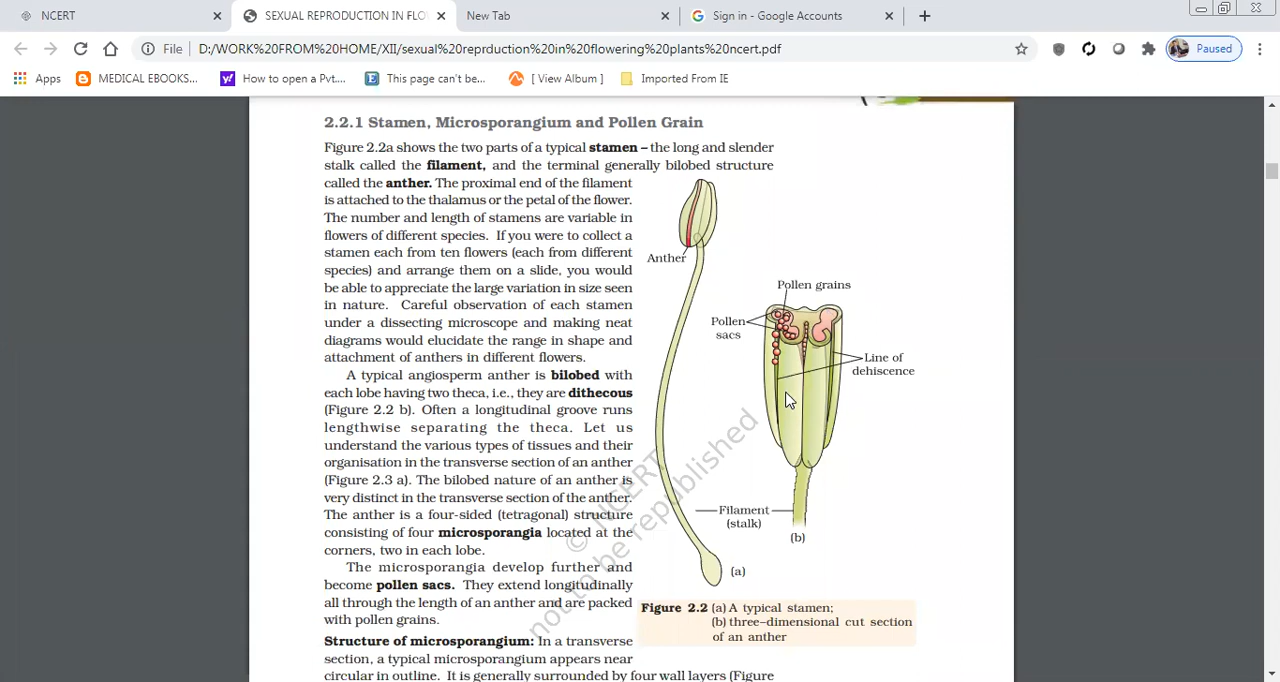 NCERT
SEXUAL REPRODUCTION IN FLO
New Tab
Sign in - Google Accounts
File
D:/WORK%20FROM%20HOME/XII/sexual%20reprduction%20in%20flowering%20plants%20ncert.pdf
Paused
Apps
MEDICAL EBOOKS...
How to open a Pvt....
This page can't be...
[ View Album ]
Imported From IE
2.2.1 Stamen, Microsporangium and Pollen Grain
Figure 2.2a shows the two parts of a typical stamen – the long and slender
stalk called the filament, and the terminal generally bilobed structure
called the anther. The proximal end of the filament
is attached to the thalamus or the petal of the flower.
The number and length of stamens are variable in
flowers of different species. If you were to collect a
stamen each from ten flowers (each from different
species) and arrange them on a slide, you would
be able to appreciate the large variation in size seen
in nature. Careful observation of each stamen
under a dissecting microscope and making neat
diagrams would elucidate the range in shape and
attachment of anthers in different flowers.
A typical angiosperm anther is bilobed with
each lobe having two theca, i.e., they are dithecous
(Figure 2.2 b). Often a longitudinal groove runs
lengthwise separating the theca. Let us
understand the various types of tissues and their
organisation in the transverse section of an anther
(Figure 2.3 a). The bilobed nature of an anther is
very distinct in the transverse section of the anther.
The anther is a four-sided (tetragonal) structure
consisting of four microsporangia located at the
corners, two in each lobe.
The microsporangia develop further and
become pollen sacs. They extend longitudinally
all through the length of an anther and are packed
with pollen grains.
Structure of microsporangium: In a transverse
section, a typical microsporangium appears near
circular in outline. It is generally surrounded by four wall layers (Figure
Anther
Pollen grains
Pollen
sacs
Line of
dehiscence
Filament
(stalk)
(b)
(a)
Figure 2.2 (a) A typical stamen;
(b) three–dimensional cut section
of an anther
© NCERT
not to be republished